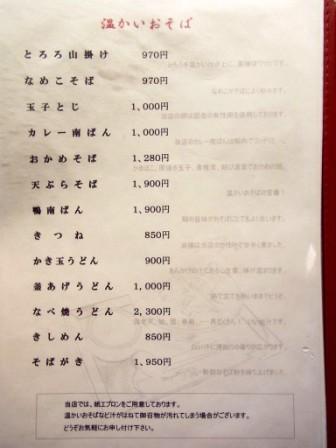 温かいおそば
とろろ山掛け 970円
なめこそば 970円
玉子とじ 1,000円
カレー南ばん 1,000円
おかめそば 1,280円
天ぷらそば 1,900円
鴨南ばん 1,900円
きつね 850円
かき玉うどん 900円
釜あげうどん 1,000円
なべ焼うどん 2,300円
きしめん 850円
そばがき 1,950円
当店では、紙エプロンをご用意しております。
温かいおそばなど汁がはねて御召物が汚れてしまう場合がございます。
どうぞお気軽にお申し付け下さい。